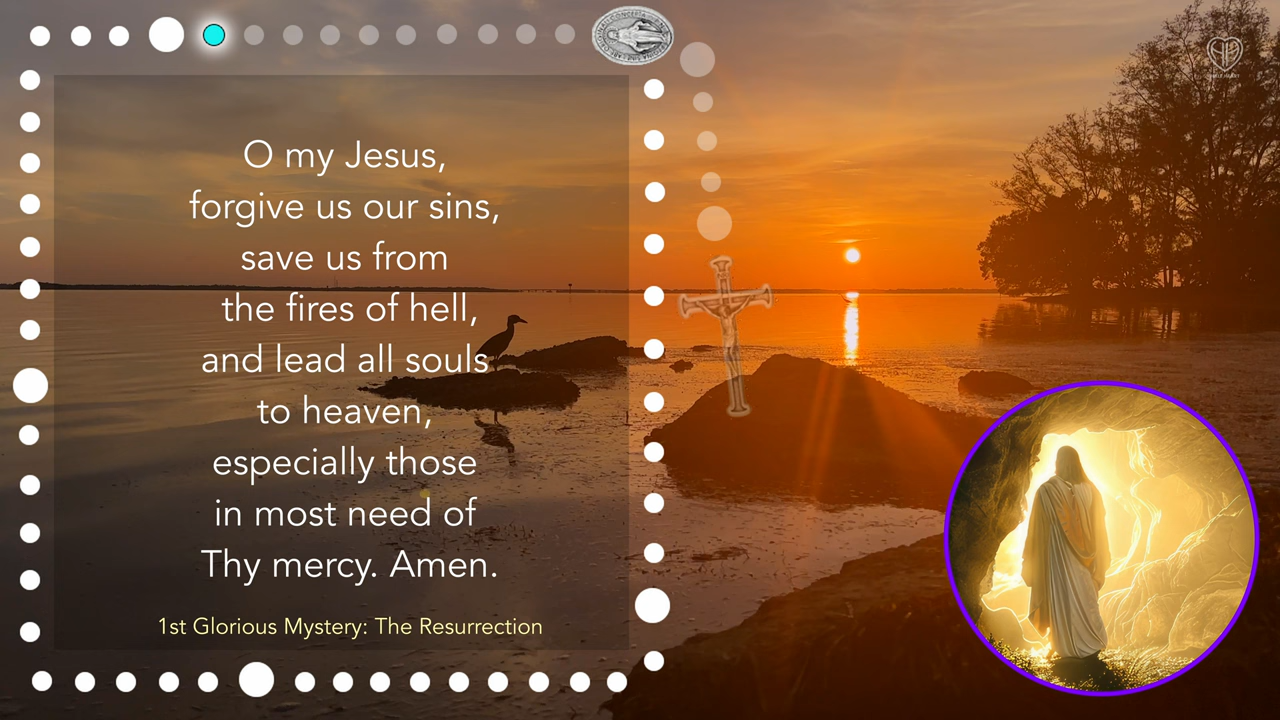 O my Jesus,
forgive us our sins,
save us from
the fires of hell,
and lead all souls
to heaven,
especially those
in most need of
Thy mercy. Amen.
1st Glorious Mystery: The Resurrection